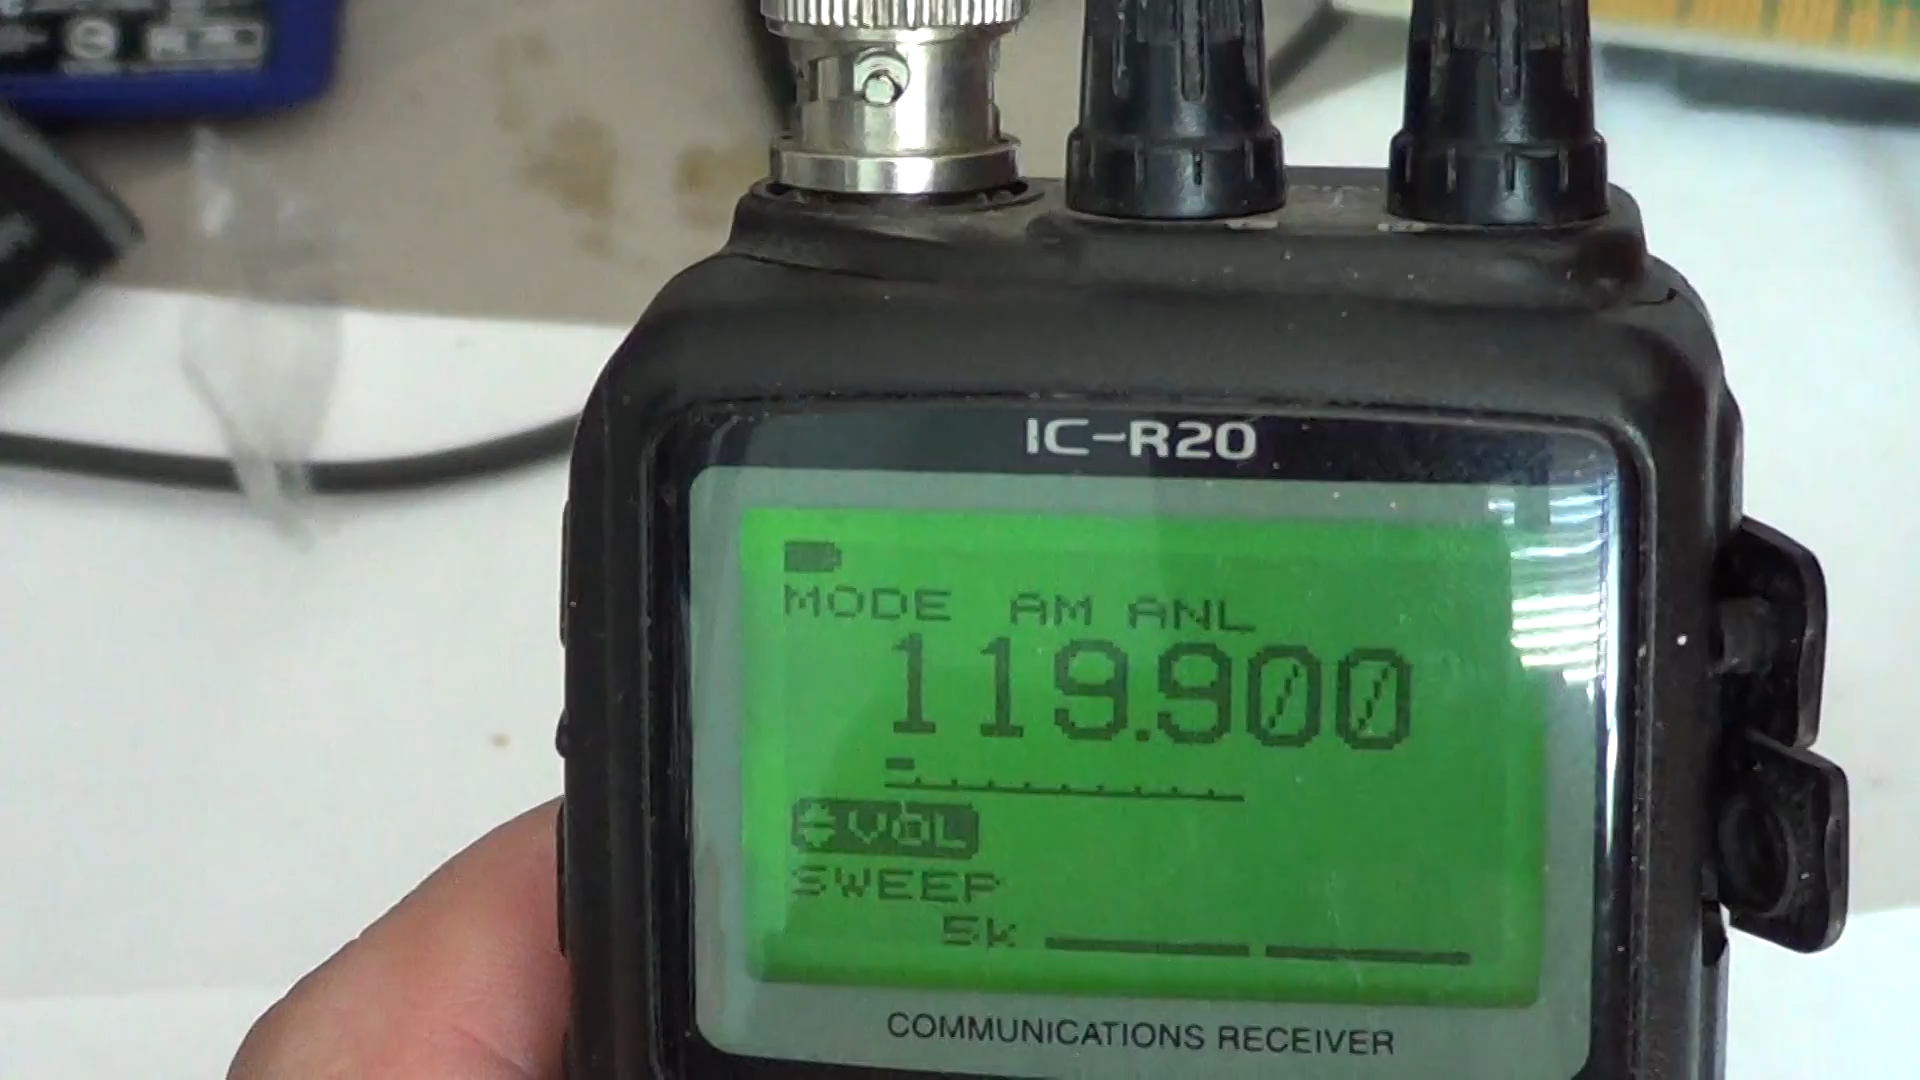 IC-R20
MODE AM ANL
119.900
VOL
SWEEP
5k
COMMUNICATIONS RECEIVER